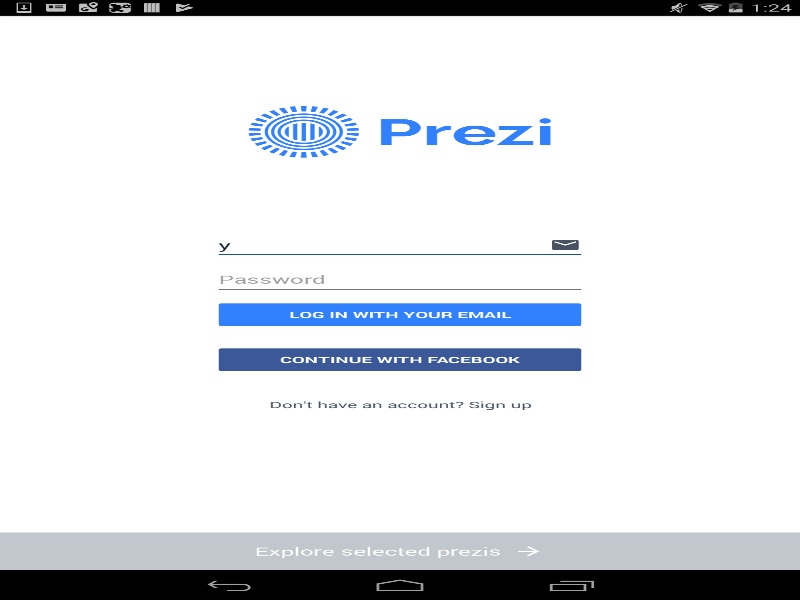 1:24
Prezi
y
Password
LOG IN WITH YOUR EMAIL
CONTINUE WITH FACEBOOK
Don't have an account? Sign up
Explore selected prezis